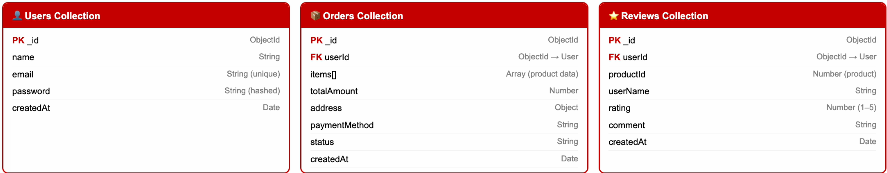 👤 Users Collection
PK _id ObjectId
name String
email String (unique)
password String (hashed)
createdAt Date
📦 Orders Collection
PK _id ObjectId
FK userId ObjectId → User
items[] Array (product data)
totalAmount Number
address Object
paymentMethod String
status String
createdAt Date
⭐ Reviews Collection
PK _id ObjectId
FK userId ObjectId → User
productId Number (product)
userName String
rating Number (1–5)
comment String
createdAt Date